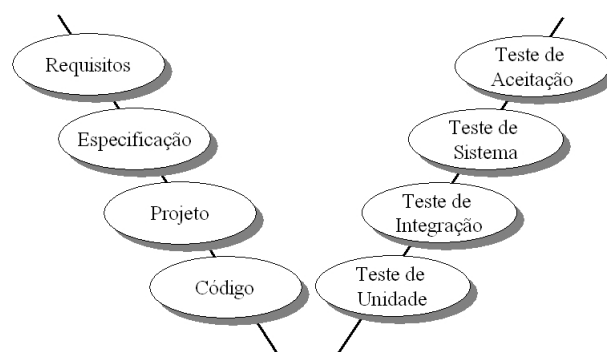 Requisitos
Especificação
Projeto
Código
Teste de
Aceitação
Teste de
Sistema
Teste de
Integração
Teste de
Unidade